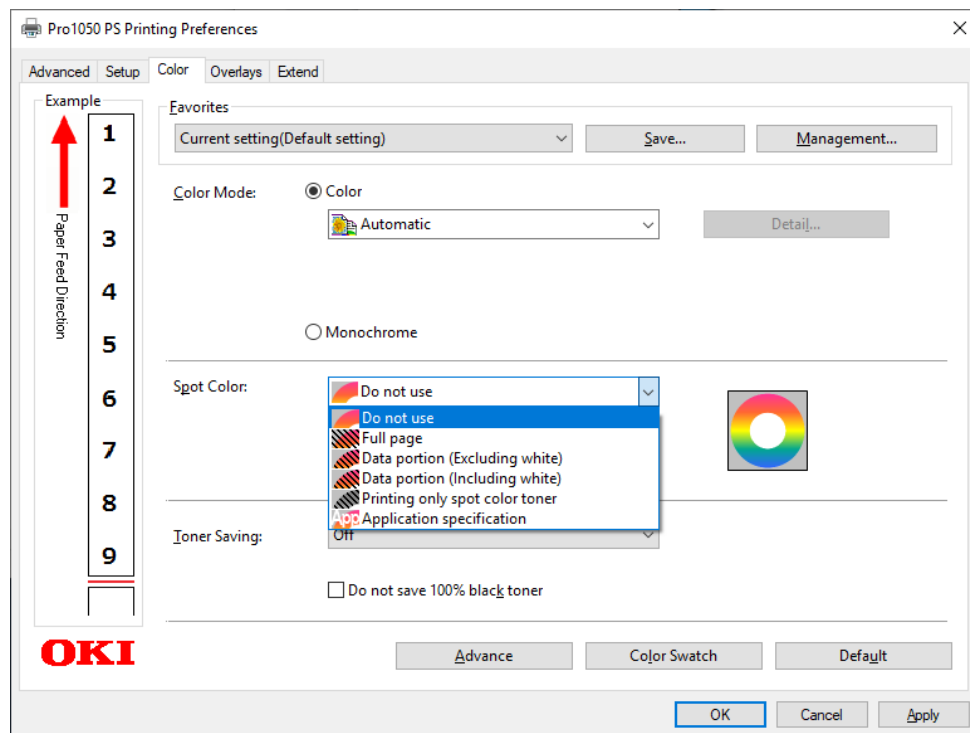 Pro1050 PS Printing Preferences
Advanced Setup Color Overlays Extend
Example
1
2
3
4
5
6
7
8
9
Paper Feed Direction
OKI
Favorites
Current setting(Default setting)
Save...
Management...
Color Mode:
Color
Automatic
Detail...
Monochrome
Spot Color:
Do not use
Do not use
Full page
Data portion (Excluding white)
Data portion (Including white)
Printing only spot color toner
App Application specification
Toner Saving:
Off
Do not save 100% black toner
Advance
Color Swatch
Default
OK
Cancel
Apply